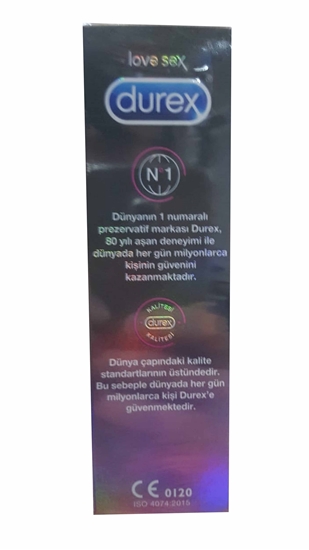 love sex
durex
N°1
Dünyanın 1 numaralı
prezervatif markası Durex,
80 yılı aşan deneyimi ile
dünyada her gün milyonlarca
kişinin güvenini
kazanmaktadır.
KALİTESİ
durex
KALİTESİ
Dünya çapındaki kalite
standartlarının üstündedir.
Bu sebeple dünyada her gün
milyonlarca kişi Durex'e
güvenmektedir.
CE 0120
ISO 4074:2015